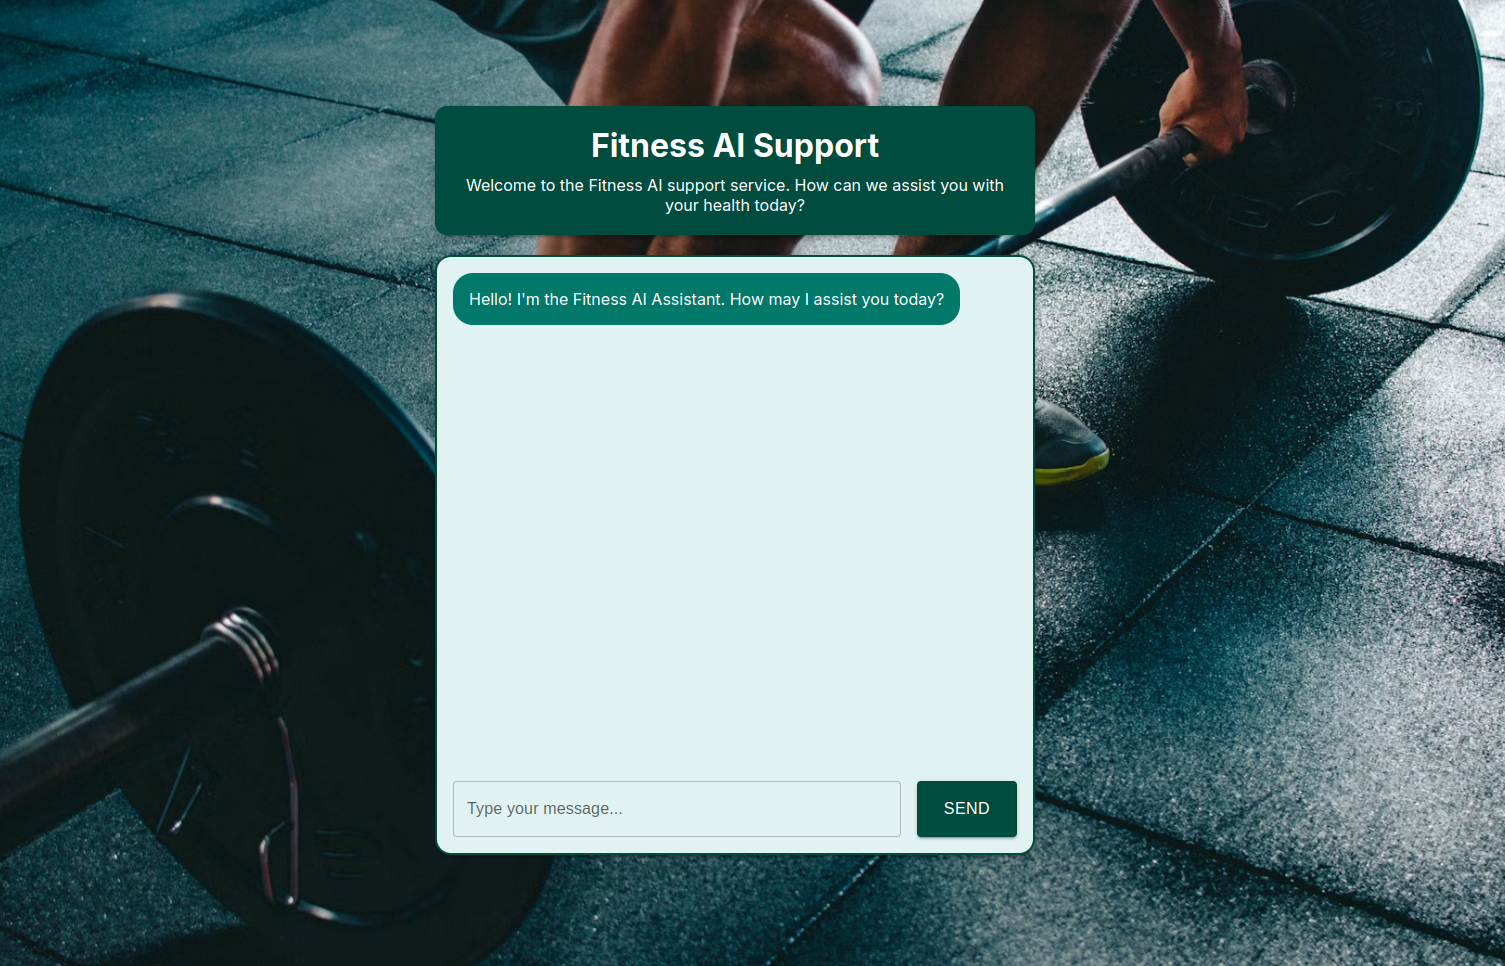 Fitness AI Support
Welcome to the Fitness AI support service. How can we assist you with
your health today?
Hello! I'm the Fitness AI Assistant. How may I assist you today?
Type your message...
SEND